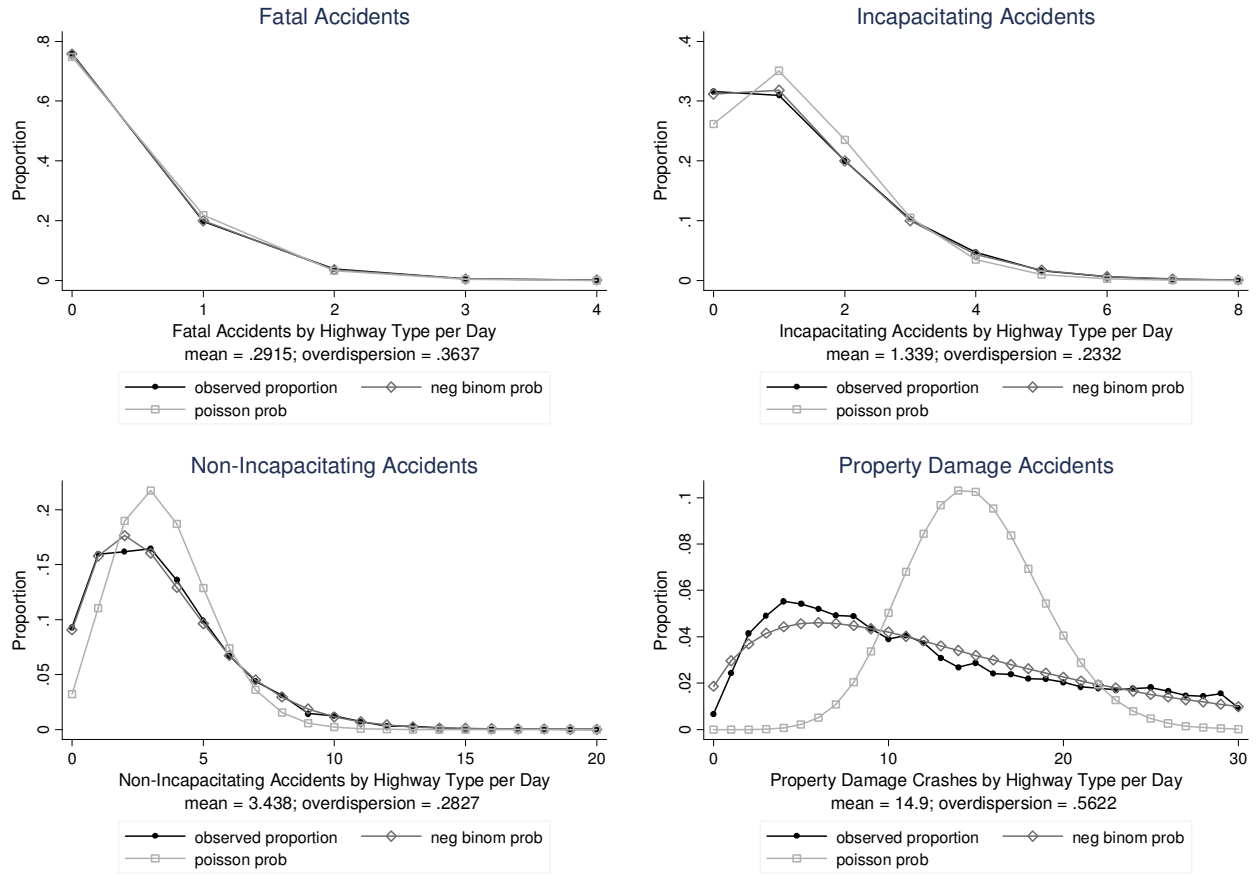 Fatal Accidents
Proportion
.8
.6
.4
.2
0
0 1 2 3 4
Fatal Accidents by Highway Type per Day
mean = .2915; overdispersion = .3637
observed proportion neg binom prob
poisson prob
Incapacitating Accidents
Proportion
.4
.3
.2
.1
0
0 2 4 6 8
Incapacitating Accidents by Highway Type per Day
mean = 1.339; overdispersion = .2332
observed proportion neg binom prob
poisson prob
Non-Incapacitating Accidents
Proportion
.2
.15
.1
.05
0
0 5 10 15 20
Non-Incapacitating Accidents by Highway Type per Day
mean = 3.438; overdispersion = .2827
observed proportion neg binom prob
poisson prob
Property Damage Accidents
Proportion
.1
.08
.06
.04
.02
0
0 10 20 30
Property Damage Crashes by Highway Type per Day
mean = 14.9; overdispersion = .5622
observed proportion neg binom prob
poisson prob